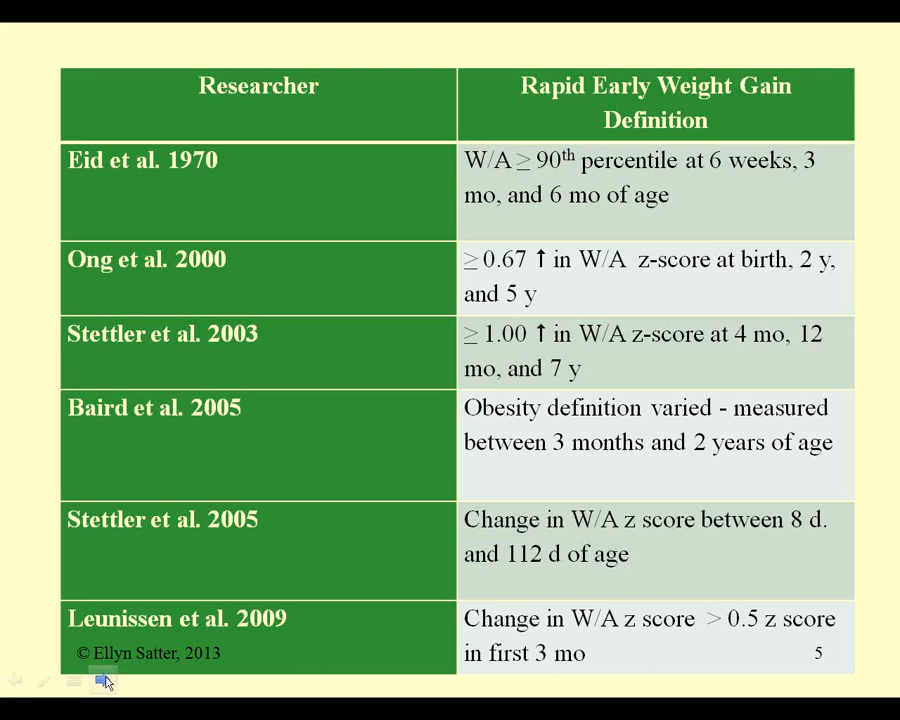 Researcher
Rapid Early Weight Gain
Definition
Eid et al. 1970
W/A ≥ 90th percentile at 6 weeks, 3
mo, and 6 mo of age
Ong et al. 2000
≥ 0.67 ↑ in W/A z-score at birth, 2 y,
and 5 y
Stettler et al. 2003
≥ 1.00 ↑ in W/A z-score at 4 mo, 12
mo, and 7 y
Baird et al. 2005
Obesity definition varied - measured
between 3 months and 2 years of age
Stettler et al. 2005
Change in W/A z score between 8 d.
and 112 d of age
Leunissen et al. 2009
Change in W/A z score > 0.5 z score
in first 3 mo
© Ellyn Satter, 2013
5